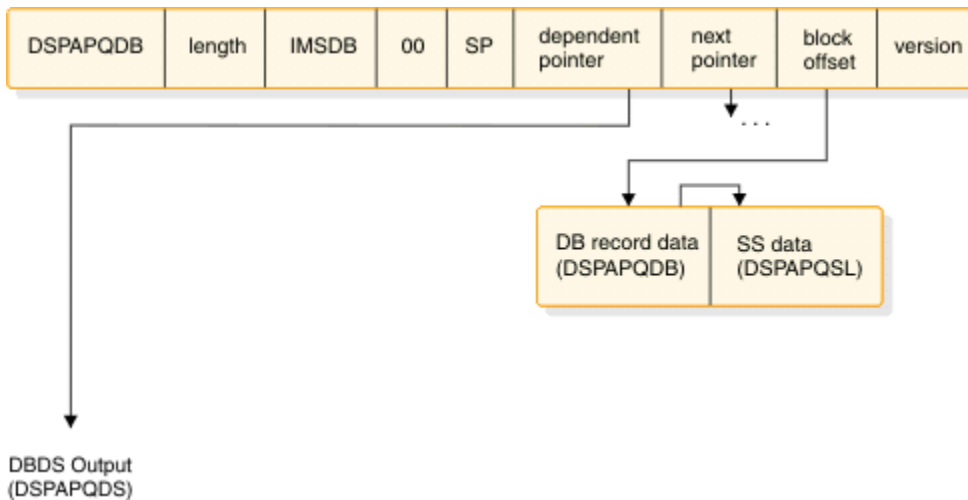 DSPAPQDB
length
IMSDB
00
SP
dependent
pointer
next
pointer
block
offset
version
. . .
DB record data
(DSPAPQDB)
SS data
(DSPAPQSL)
DBDS Output
(DSPAPQDS)